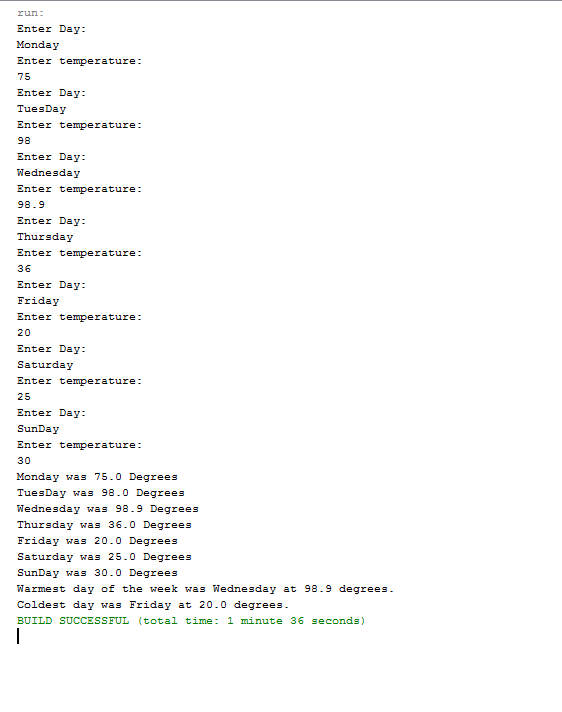 run:
Enter Day:
Monday
Enter temperature:
75
Enter Day:
TuesDay
Enter temperature:
98
Enter Day:
Wednesday
Enter temperature:
98.9
Enter Day:
Thursday
Enter temperature:
36
Enter Day:
Friday
Enter temperature:
20
Enter Day:
Saturday
Enter temperature:
25
Enter Day:
SunDay
Enter temperature:
30
Monday was 75.0 Degrees
TuesDay was 98.0 Degrees
Wednesday was 98.9 Degrees
Thursday was 36.0 Degrees
Friday was 20.0 Degrees
Saturday was 25.0 Degrees
SunDay was 30.0 Degrees
Warmest day of the week was Wednesday at 98.9 degrees.
Coldest day was Friday at 20.0 degrees.
BUILD SUCCESSFUL (total time: 1 minute 36 seconds)